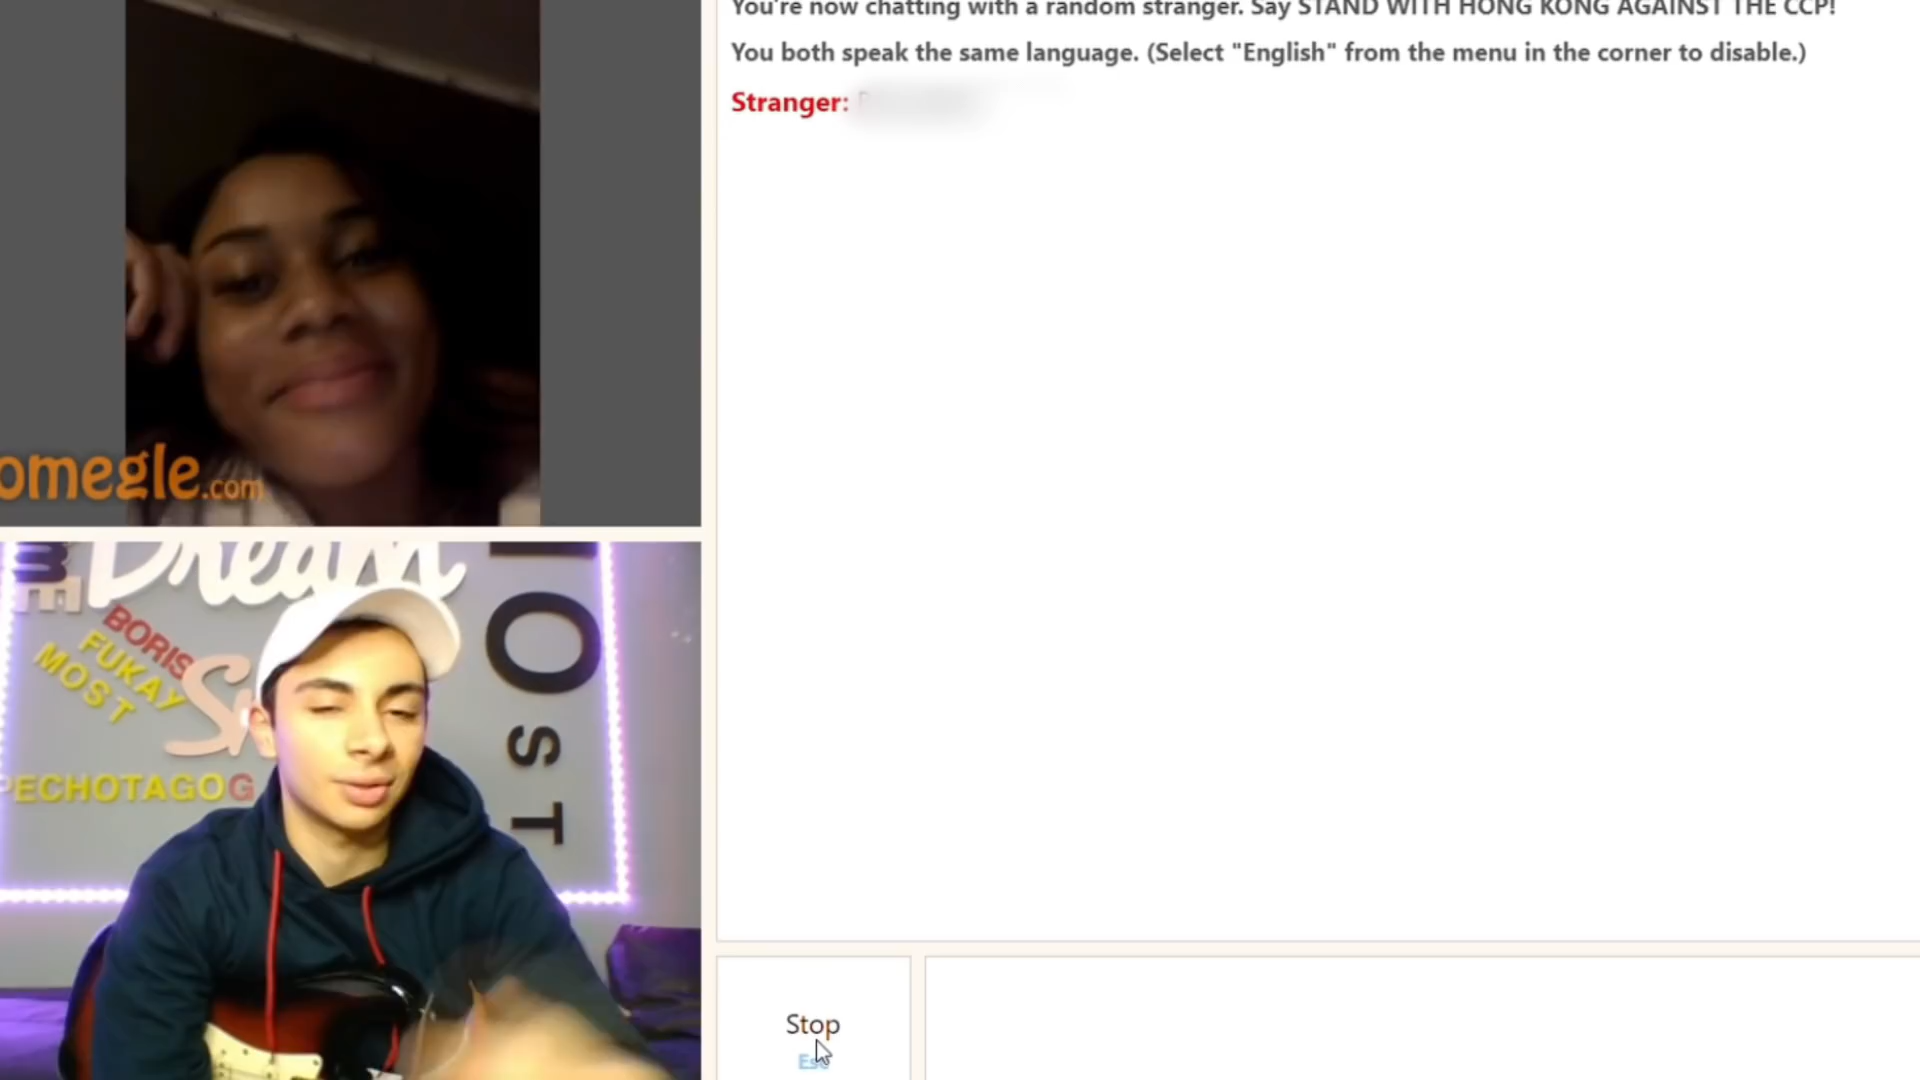 You're now chatting with a random stranger. Say STAND WITH HONG KONG AGAINST THE CCP!
You both speak the same language. (Select "English" from the menu in the corner to disable.)
Stranger:
omegle.com
Dream
BORIS
FUKAY
MOST
PECHOTAGOG
OST
Stop
Esc